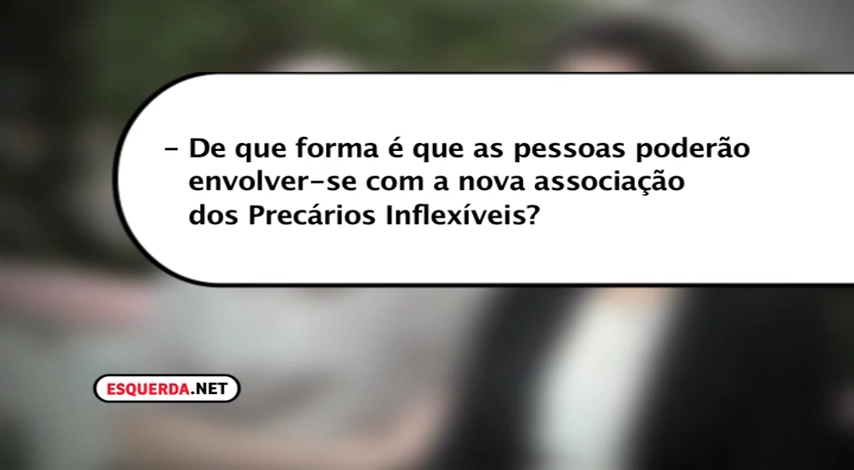 - De que forma é que as pessoas poderão
envolver-se com a nova associação
dos Precários Inflexíveis?
ESQUERDA.NET